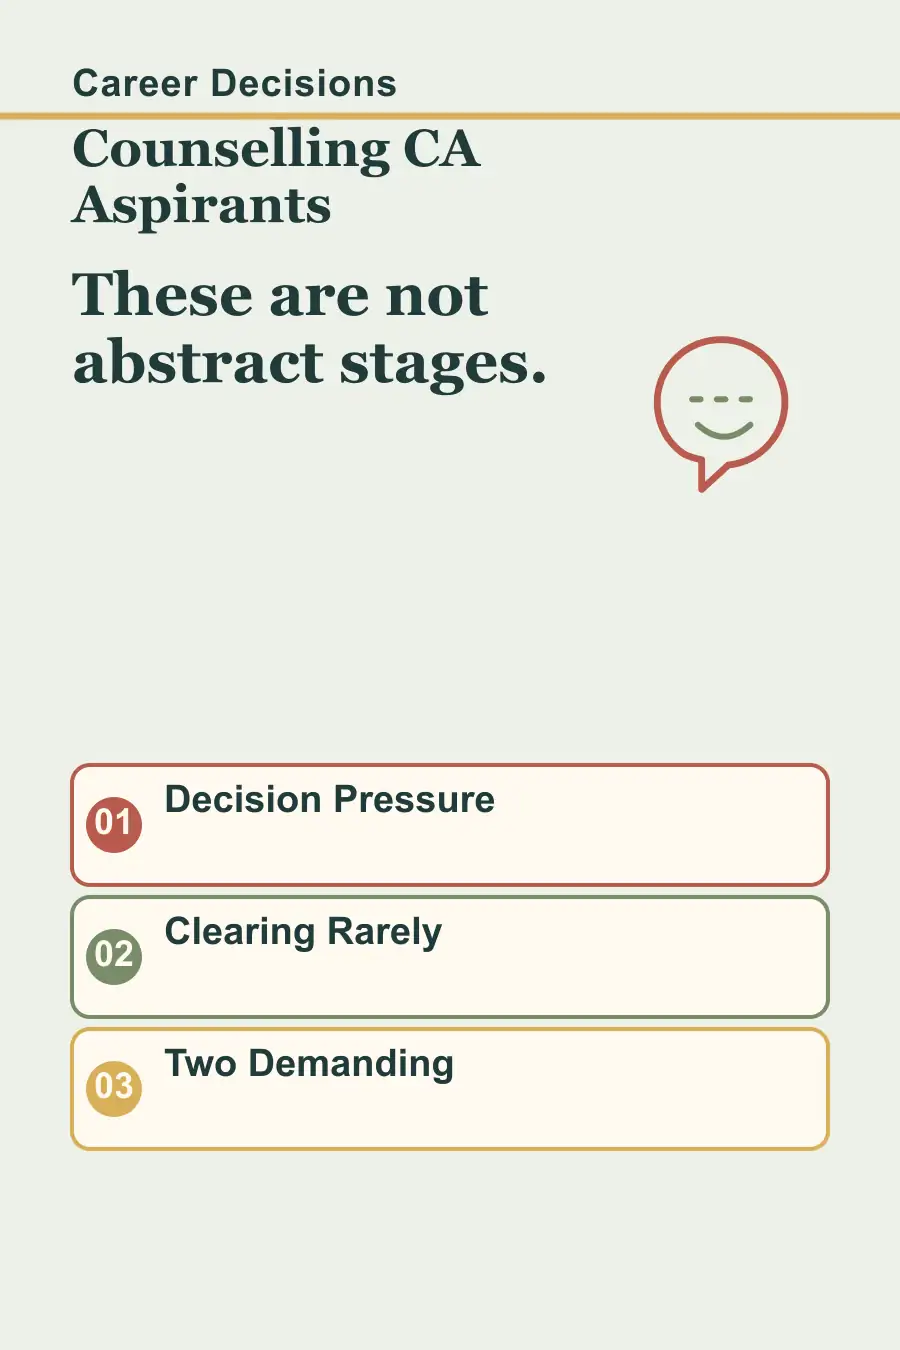 Career Decisions
Counselling CA
Aspirants
These are not
abstract stages.
01
Decision Pressure
02
Clearing Rarely
03
Two Demanding